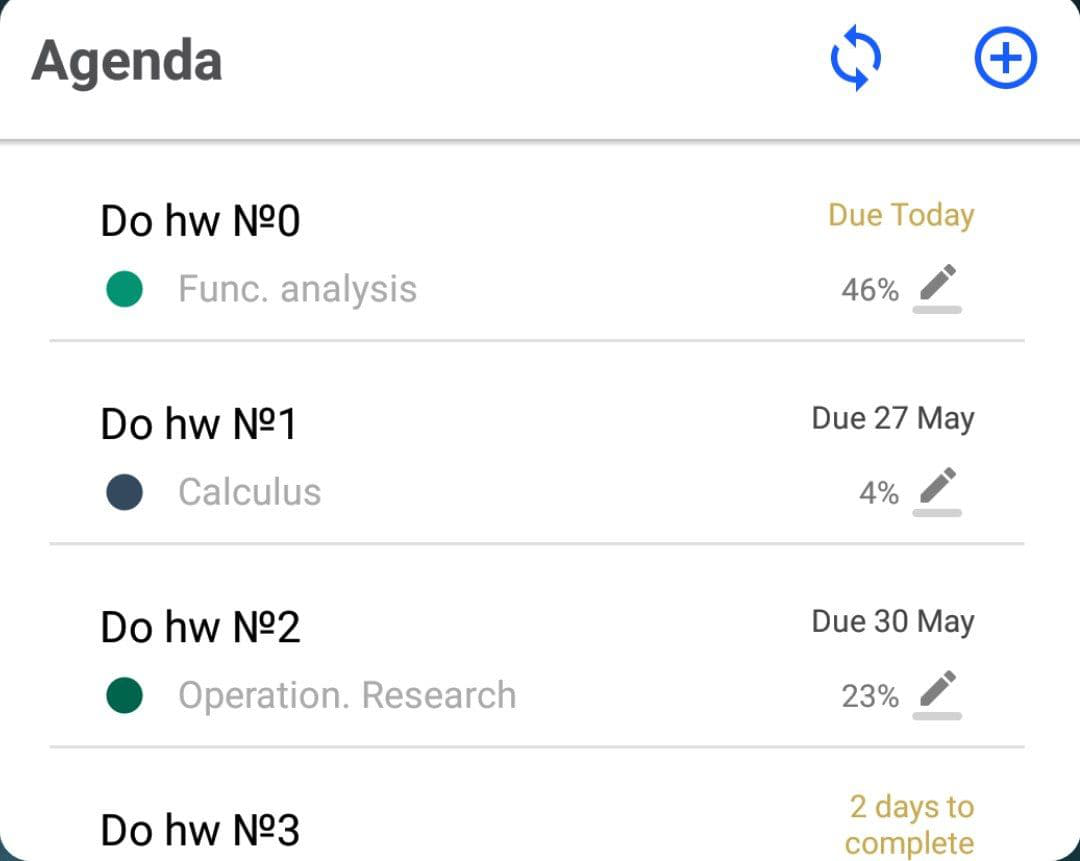 Agenda
Do hw №0
Due Today
Func. analysis
46%
Do hw №1
Due 27 May
Calculus
4%
Do hw №2
Due 30 May
Operation. Research
23%
Do hw №3
2 days to
complete